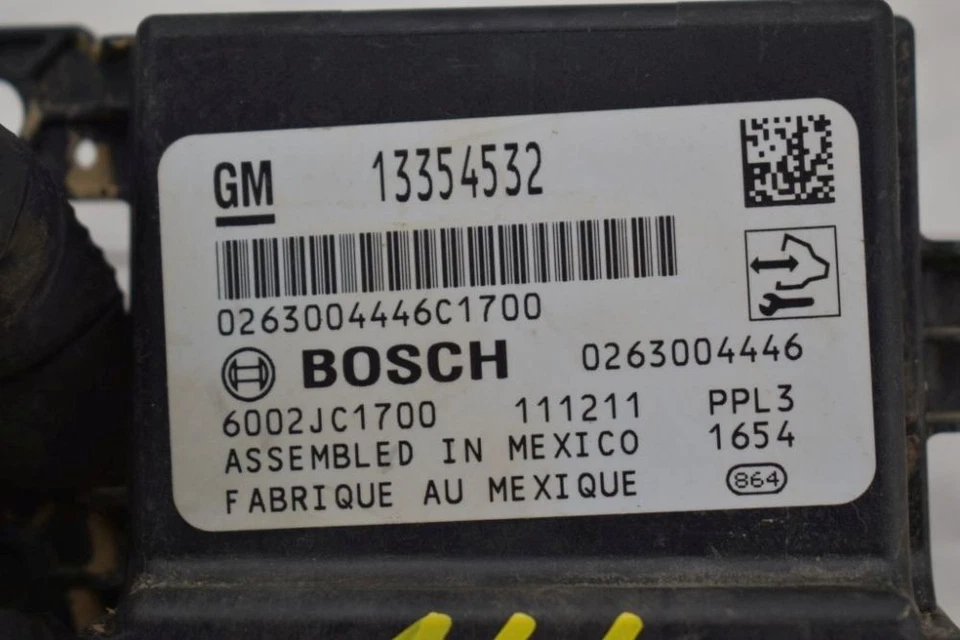 GM 13354532
0263004446C1700
BOSCH 0263004446
6002JC1700 111211 PPL3
ASSEMBLED IN MEXICO 1654
FABRIQUE AU MEXIQUE 864